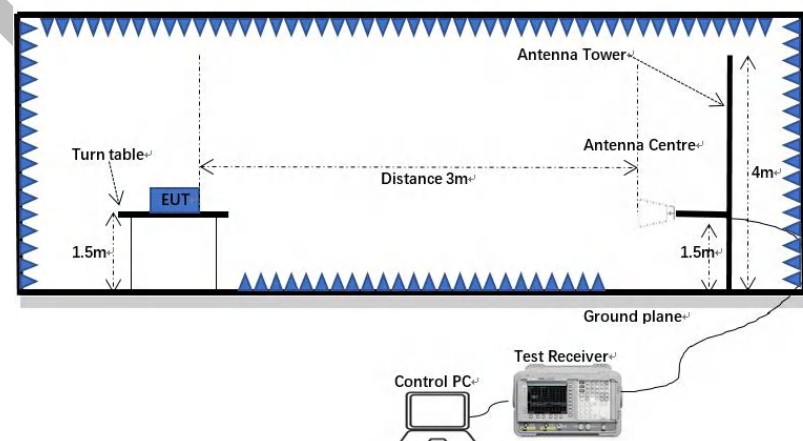 Antenna Tower
Turn table
Antenna Centre
Distance 3m
4m
EUT
1.5m
1.5m
Ground plane
Test Receiver
Control PC